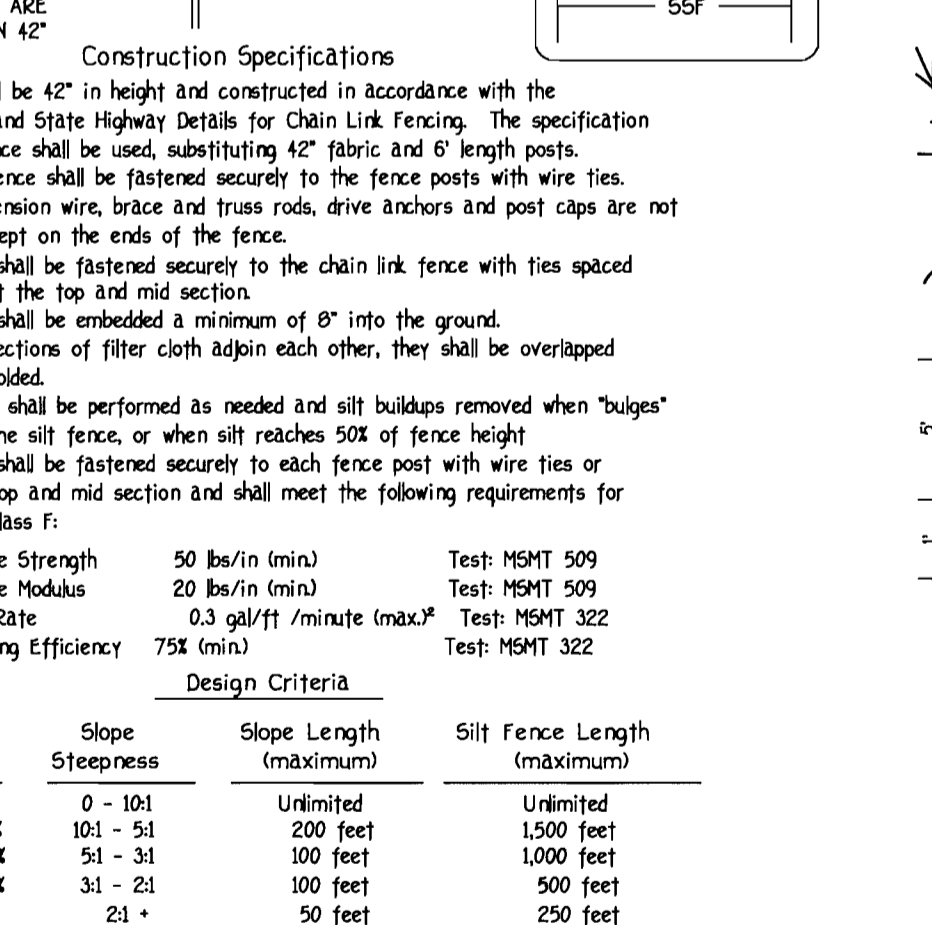 ARE
42"
55F
Construction Specifications
be 42" in height and constructed in accordance with the
State Highway Details for Chain Link Fencing. The specification
shall be used, substituting 42" fabric and 6' length posts.
shall be fastened securely to the fence posts with wire ties.
wire, brace and truss rods, drive anchors and post caps are not
on the ends of the fence.
shall be fastened securely to the chain link fence with ties spaced
the top and mid section.
shall be embedded a minimum of 8" into the ground.
of filter cloth adjoin each other, they shall be overlapped
shall be performed as needed and silt buildups removed when "bulges"
silt fence, or when silt reaches 50% of fence height
shall be fastened securely to each fence post with wire ties or
and mid section and shall meet the following requirements for
F:
Strength 50 lbs/in (min.) Test: MSMT 509
Modulus 20 lbs/in (min.) Test: MSMT 509
Rate 0.3 gal/ft /minute (max.)² Test: MSMT 322
Efficiency 75% (min.) Test: MSMT 322
Design Criteria
Slope Slope Length Silt Fence Length
Steepness (maximum) (maximum)
0 - 10:1 Unlimited Unlimited
10:1 - 5:1 200 feet 1,500 feet
5:1 - 3:1 100 feet 1,000 feet
3:1 - 2:1 100 feet 500 feet
2:1 + 50 feet 250 feet